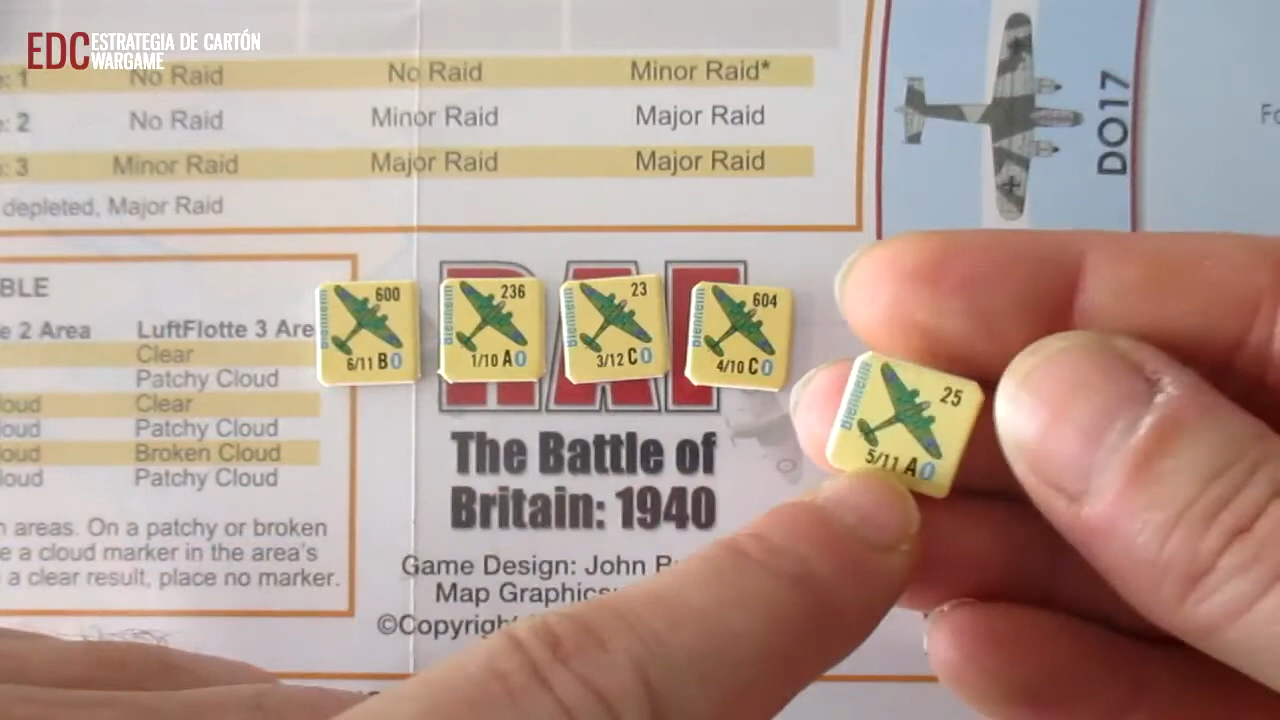 EDC ESTRATEGIA DE CARTÓN
WARGAME
: 1 No Raid No Raid Minor Raid*
: 2 No Raid Minor Raid Major Raid
: 3 Minor Raid Major Raid Major Raid
depleted, Major Raid
DO17
BLE
e 2 Area LuftFlotte 3 Are
Clear
Patchy Cloud
loud Clear
loud Patchy Cloud
loud Broken Cloud
loud Patchy Cloud
n areas. On a patchy or broken
e a cloud marker in the area's
a clear result, place no marker.
600
Blenheim
6/11 B 0
236
Blenheim
1/10 A 0
23
Blenheim
3/12 C 0
604
Blenheim
4/10 C 0
25
Blenheim
5/11 A 0
RAF
The Battle of
Britain: 1940
Game Design: John
Map Graphics:
©Copyright